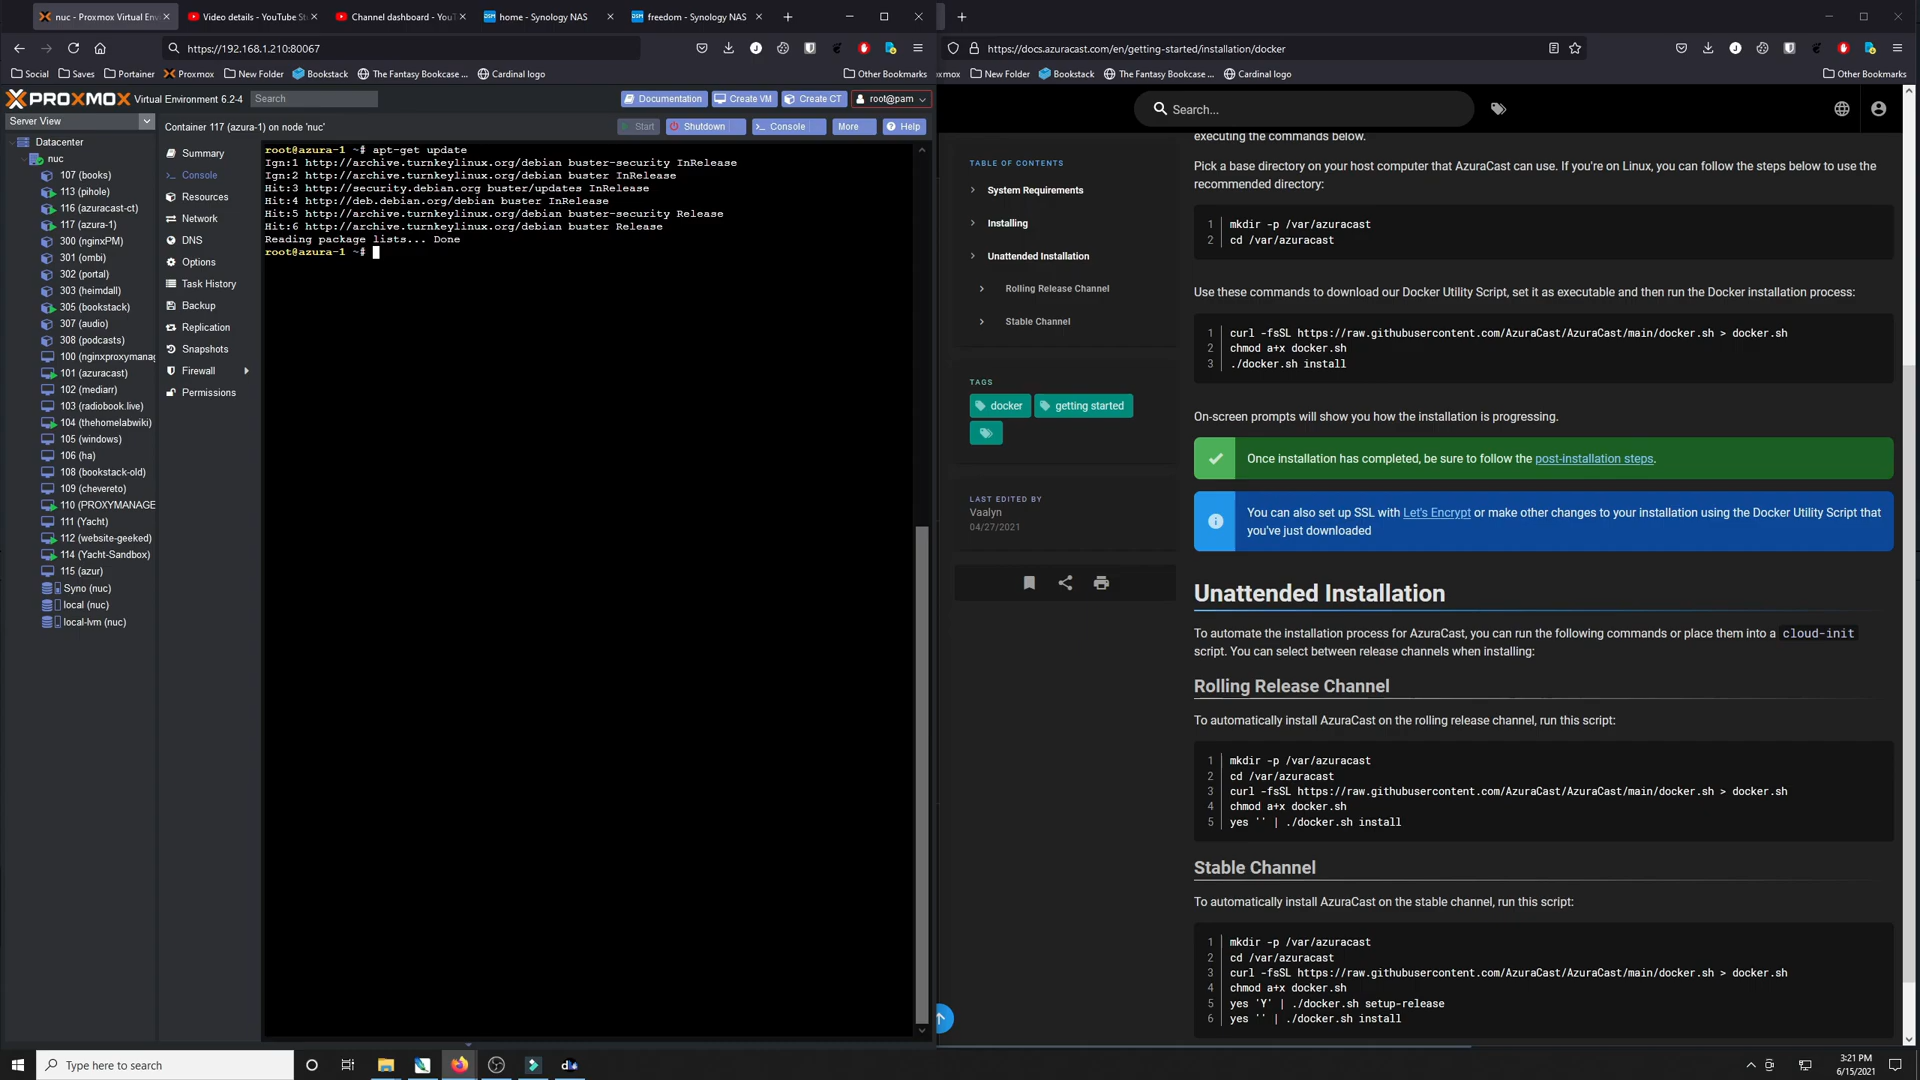 nuc - Proxmox Virtual Enviro
Video details - YouTube St
Channel dashboard - YouT
home - Synology NAS
freedom - Synology NAS
https://192.168.1.210:80067
https://docs.azuracast.com/en/getting-started/installation/docker
Social
Saves
Portainer
Proxmox
New Folder
Bookstack
The Fantasy Bookcase ...
Cardinal logo
Other Bookmarks
xmox
New Folder
Bookstack
The Fantasy Bookcase ...
Cardinal logo
Other Bookmarks
PROXMOX
Virtual Environment 6.2-4
Search
Documentation
Create VM
Create CT
root@pam
Server View
Container 117 (azura-1) on node 'nuc'
Start
Shutdown
Console
More
Help
Datacenter
nuc
107 (books)
113 (pihole)
116 (azuracast-ct)
117 (azura-1)
300 (nginxPM)
301 (ombi)
302 (portal)
303 (heimdall)
305 (bookstack)
307 (audio)
308 (podcasts)
100 (nginxproxymanag
101 (azuracast)
102 (mediarr)
103 (radiobook.live)
104 (thehomelabwiki)
105 (windows)
106 (ha)
108 (bookstack-old)
109 (chevereto)
110 (PROXYMANAGE
111 (Yacht)
112 (website-geeked)
114 (Yacht-Sandbox)
115 (azur)
Syno (nuc)
local (nuc)
local-lvm (nuc)
Summary
Console
Resources
Network
DNS
Options
Task History
Backup
Replication
Snapshots
Firewall
Permissions
root@azura-1 ~# apt-get update
Ign:1 http://archive.turnkeylinux.org/debian buster-security InRelease
Ign:2 http://archive.turnkeylinux.org/debian buster InRelease
Hit:3 http://security.debian.org buster/updates InRelease
Hit:4 http://deb.debian.org/debian buster InRelease
Hit:5 http://archive.turnkeylinux.org/debian buster-security Release
Hit:6 http://archive.turnkeylinux.org/debian buster Release
Reading package lists... Done
root@azura-1 ~#
Search...
TABLE OF CONTENTS
System Requirements
Installing
Unattended Installation
Rolling Release Channel
Stable Channel
TAGS
docker
getting started
LAST EDITED BY
Vaalyn
04/27/2021
executing the commands below.
Pick a base directory on your host computer that AzuraCast can use. If you're on Linux, you can follow the steps below to use the
recommended directory:
1 mkdir -p /var/azuracast
2 cd /var/azuracast
Use these commands to download our Docker Utility Script, set it as executable and then run the Docker installation process:
1 curl -fsSL https://raw.githubusercontent.com/AzuraCast/AzuraCast/main/docker.sh > docker.sh
2 chmod a+x docker.sh
3 ./docker.sh install
On-screen prompts will show you how the installation is progressing.
Once installation has completed, be sure to follow the post-installation steps.
You can also set up SSL with Let's Encrypt or make other changes to your installation using the Docker Utility Script that
you've just downloaded
Unattended Installation
To automate the installation process for AzuraCast, you can run the following commands or place them into a cloud-init
script. You can select between release channels when installing:
Rolling Release Channel
To automatically install AzuraCast on the rolling release channel, run this script:
1 mkdir -p /var/azuracast
2 cd /var/azuracast
3 curl -fsSL https://raw.githubusercontent.com/AzuraCast/AzuraCast/main/docker.sh > docker.sh
4 chmod a+x docker.sh
5 yes '' | ./docker.sh install
Stable Channel
To automatically install AzuraCast on the stable channel, run this script:
1 mkdir -p /var/azuracast
2 cd /var/azuracast
3 curl -fsSL https://raw.githubusercontent.com/AzuraCast/AzuraCast/main/docker.sh > docker.sh
4 chmod a+x docker.sh
5 yes 'Y' | ./docker.sh setup-release
6 yes '' | ./docker.sh install
Type here to search
3:21 PM
6/15/2021